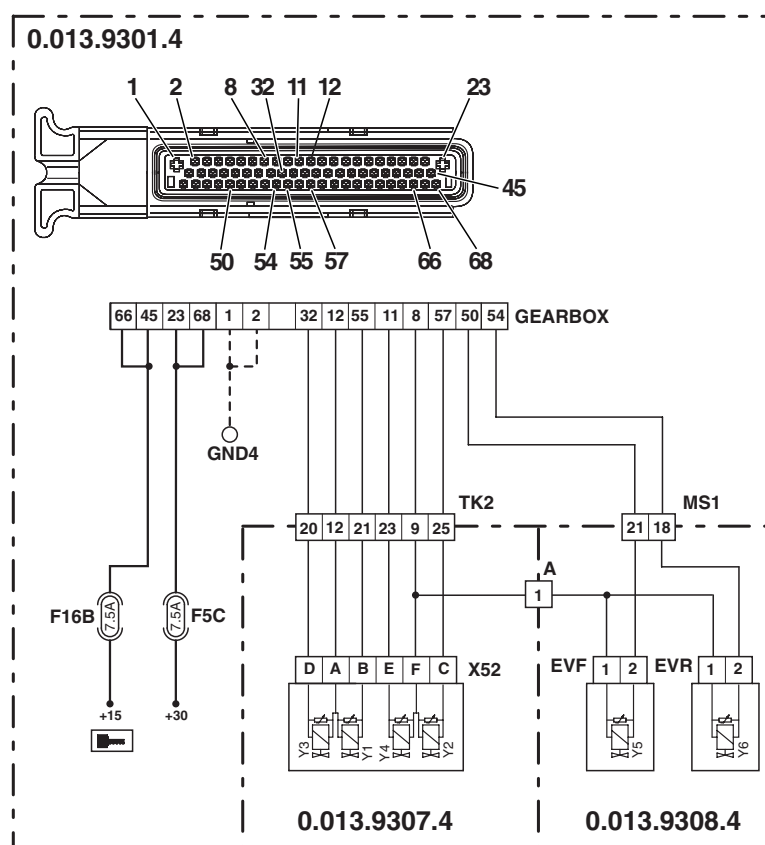 0.013.9301.4
1 2 8 32 11 12 23
45
50 54 55 57 66 68
66 45 23 68 1 2 32 12 55 11 8 57 50 54 GEARBOX
GND4
TK2 MS1
20 12 21 23 9 25 21 18
A
1
F16B 7.5A 7.5A F5C
D A B E F C X52 EVF 1 2 EVR 1 2
+15 +30
Y3 Y1 Y4 Y2 Y5 Y6
0.013.9307.4 0.013.9308.4